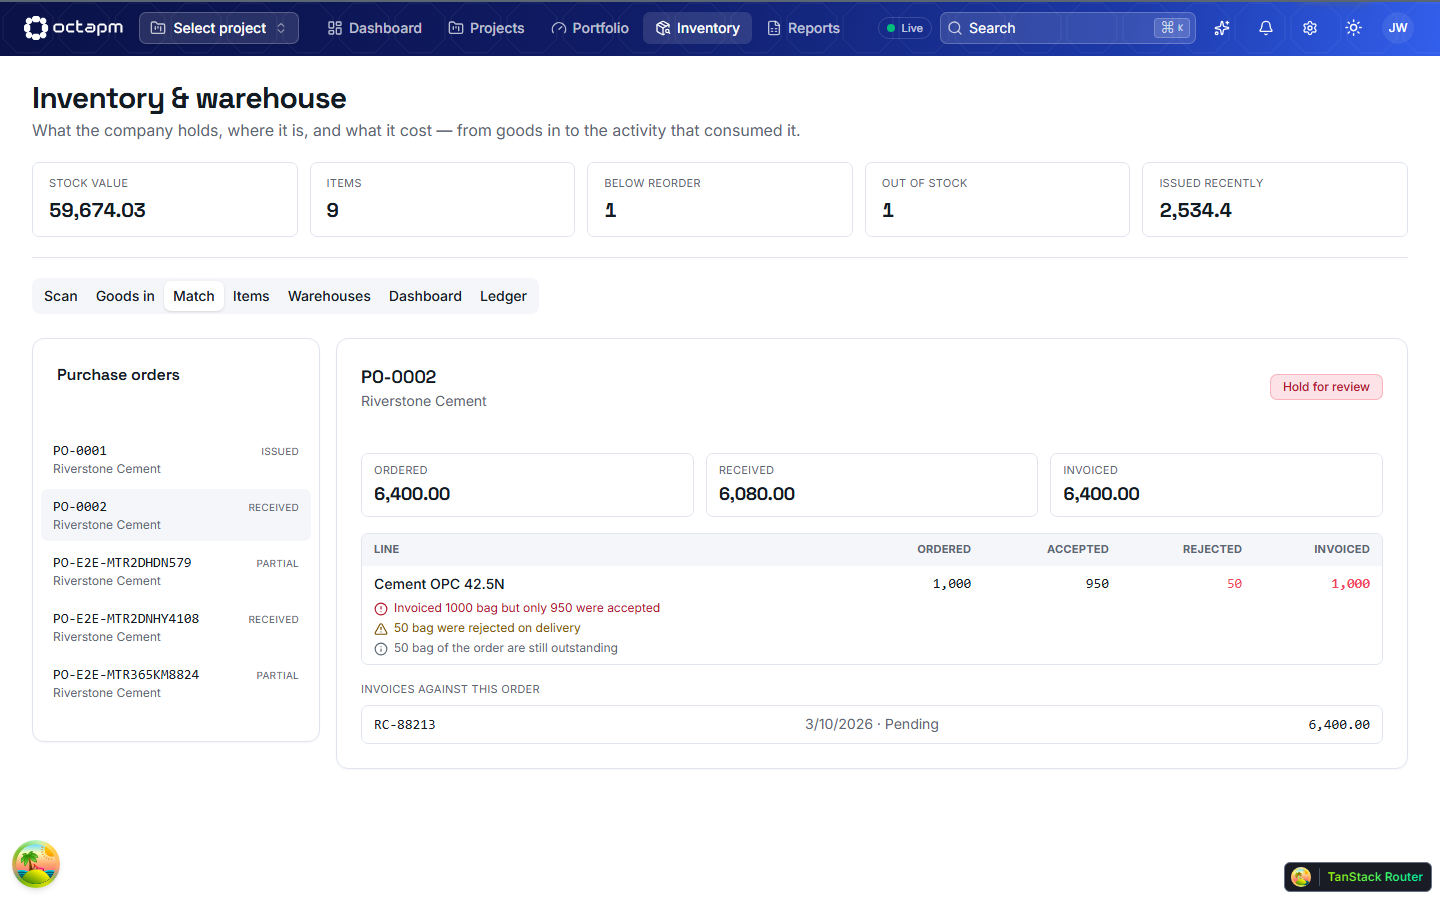 octapm
Select project
Dashboard
Projects
Portfolio
Inventory
Reports
Live
Search
⌘ K
JW
Inventory & warehouse
What the company holds, where it is, and what it cost — from goods in to the activity that consumed it.
STOCK VALUE
59,674.03
ITEMS
9
BELOW REORDER
1
OUT OF STOCK
1
ISSUED RECENTLY
2,534.4
Scan
Goods in
Match
Items
Warehouses
Dashboard
Ledger
Purchase orders
PO-0001 ISSUED
Riverstone Cement
PO-0002 RECEIVED
Riverstone Cement
PO-E2E-MTR2DHDN579 PARTIAL
Riverstone Cement
PO-E2E-MTR2DNHY4108 RECEIVED
Riverstone Cement
PO-E2E-MTR365KM8824 PARTIAL
Riverstone Cement
PO-0002
Riverstone Cement
Hold for review
ORDERED
6,400.00
RECEIVED
6,080.00
INVOICED
6,400.00
LINE ORDERED ACCEPTED REJECTED INVOICED
Cement OPC 42.5N 1,000 950 50 1,000
Invoiced 1000 bag but only 950 were accepted
50 bag were rejected on delivery
50 bag of the order are still outstanding
INVOICES AGAINST THIS ORDER
RC-88213 3/10/2026 · Pending 6,400.00
TanStack Router